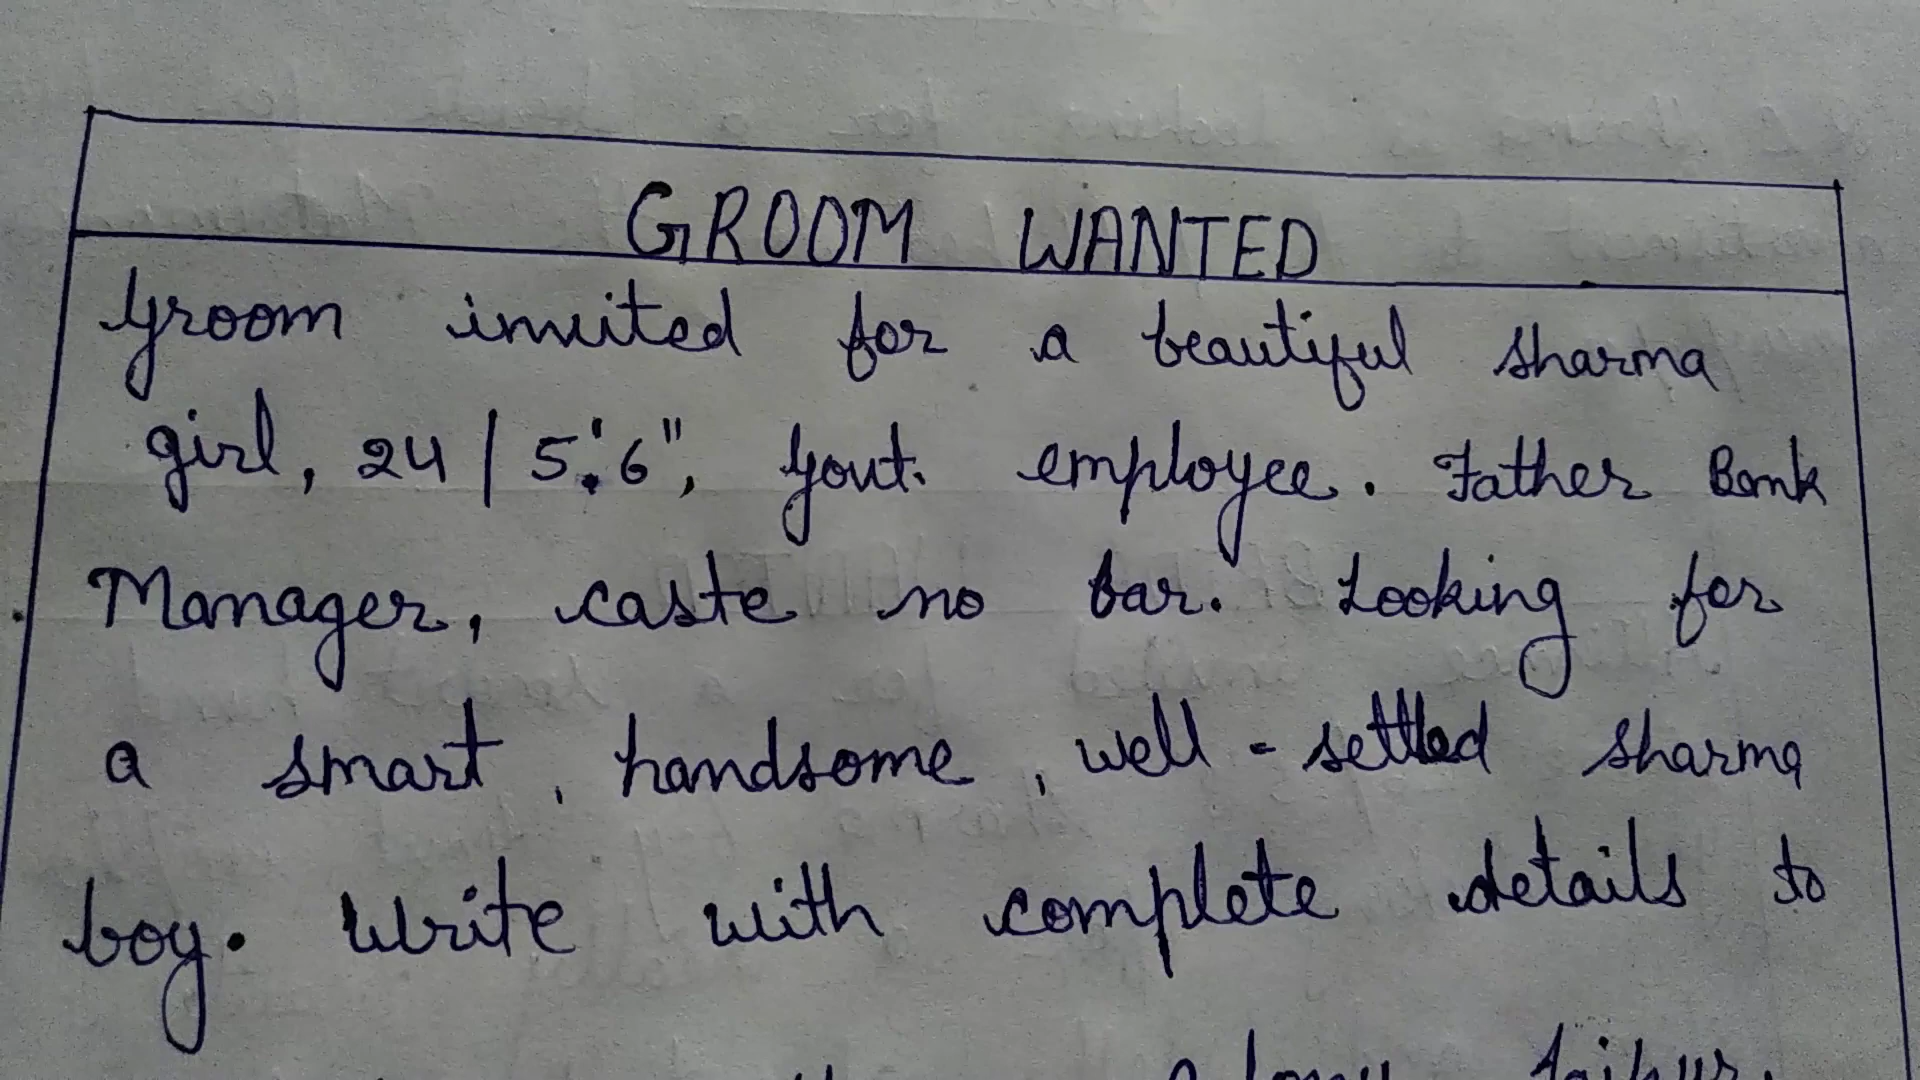 GROOM WANTED
Groom invited for a beautiful Sharma
girl, 24 / 5'.6", Govt. employee. Father Bank
Manager, caste no bar. Looking for
a smart, handsome, well-settled Sharma
boy. Write with complete details to
Jaipur.